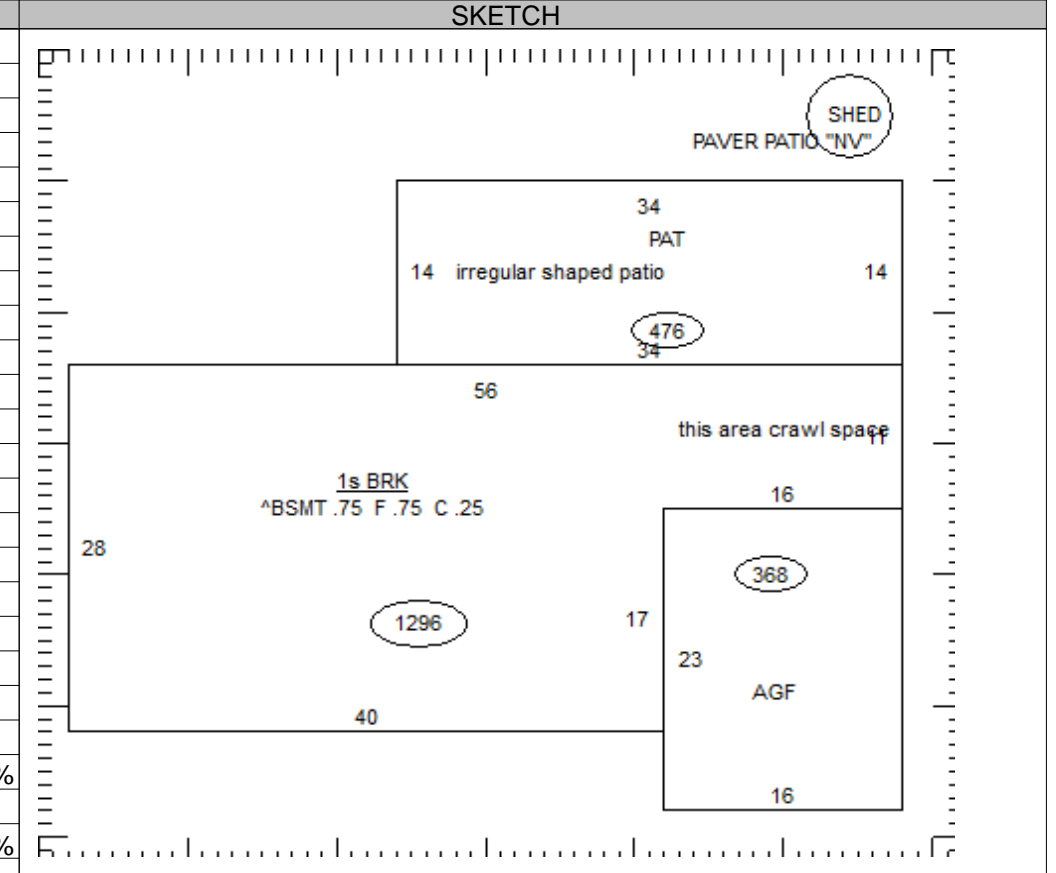 SKETCH
SHED
PAVER PATIO "NV"
34
PAT
14 irregular shaped patio 14
476
34
56
this area crawl space
11
1s BRK
16
^BSMT .75 F .75 C .25
28
368
1296
17
23
AGF
40
16
%
%